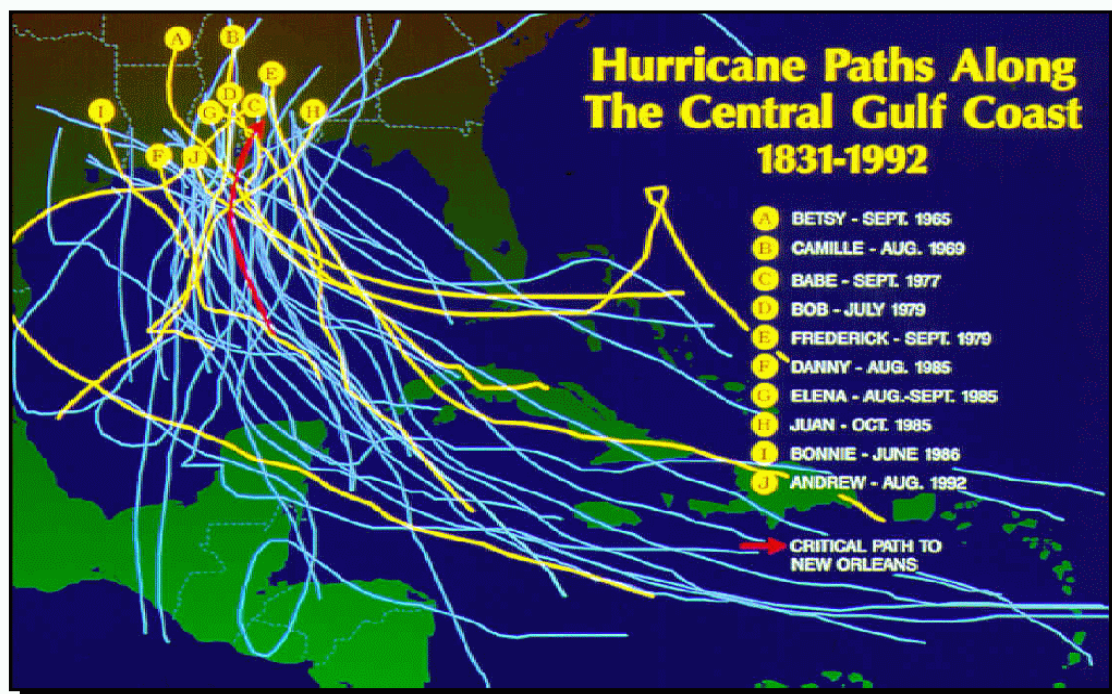 Hurricane Paths Along
The Central Gulf Coast
1831-1992
A BETSY - SEPT. 1965
B CAMILLE - AUG. 1969
C BABE - SEPT. 1977
D BOB - JULY 1979
E FREDERICK - SEPT. 1979
F DANNY - AUG. 1985
G ELENA - AUG.-SEPT. 1985
H JUAN - OCT. 1985
I BONNIE - JUNE 1986
J ANDREW - AUG. 1992
CRITICAL PATH TO
NEW ORLEANS
A
B
E
D
I
G
C
H
F
J